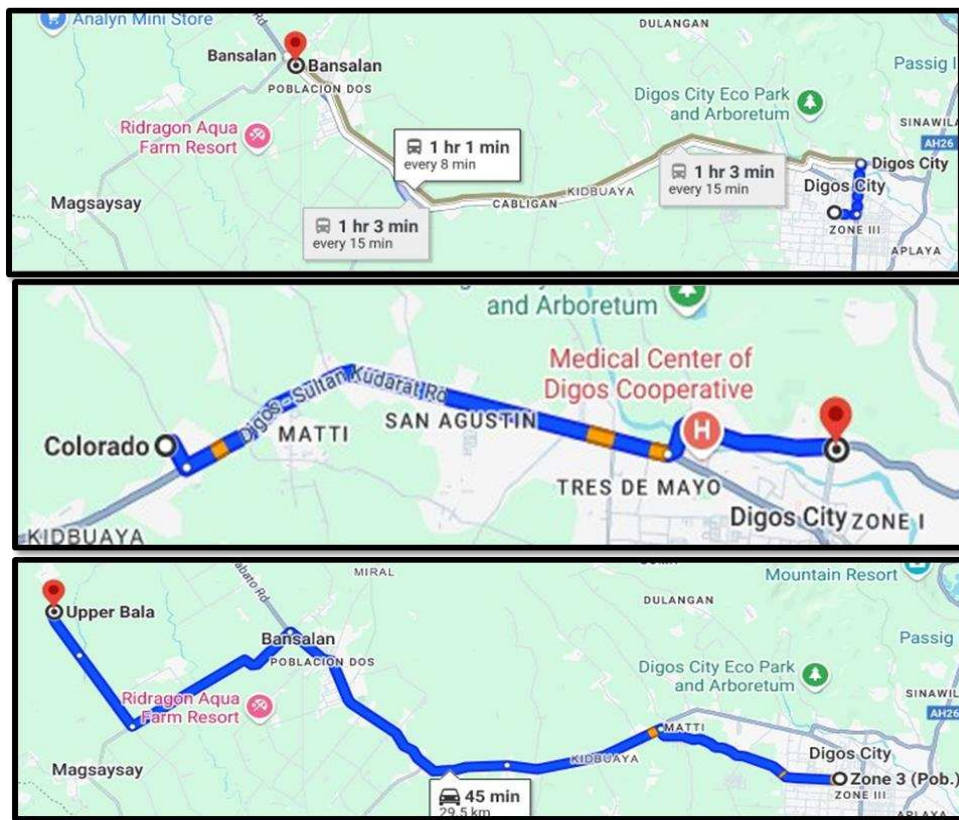 Analyn Mini Store
DULANGAN
Bansalan
Bansalan
POBLACION DOS
Passig I
Digos City Eco Park
and Arboretum
Ridragon Aqua
Farm Resort
SINAWILA
AH26
1 hr 1 min
every 8 min
1 hr 3 min
every 15 min
Digos City
Digos City
KIDBUAYA
CABLIGAN
Magsaysay
1 hr 3 min
every 15 min
ZONE III
APLAYA
and Arboretum
Medical Center of
Digos Cooperative
H
Digos - Sultan Kudarat Rd
SAN AGUSTIN
MATTI
Colorado
TRES DE MAYO
Digos City
ZONE I
KIDBUAYA
MIRAL
Mountain Resort
DULANGAN
Upper Bala
Bansalan
POBLACION DOS
Passig
Digos City Eco Park
and Arboretum
Ridragon Aqua
Farm Resort
SINAWIL
AH26
MATTI
Digos City
KIDBUAYA
Magsaysay
Zone 3 (Pob.)
ZONE III
45 min
29.5 km